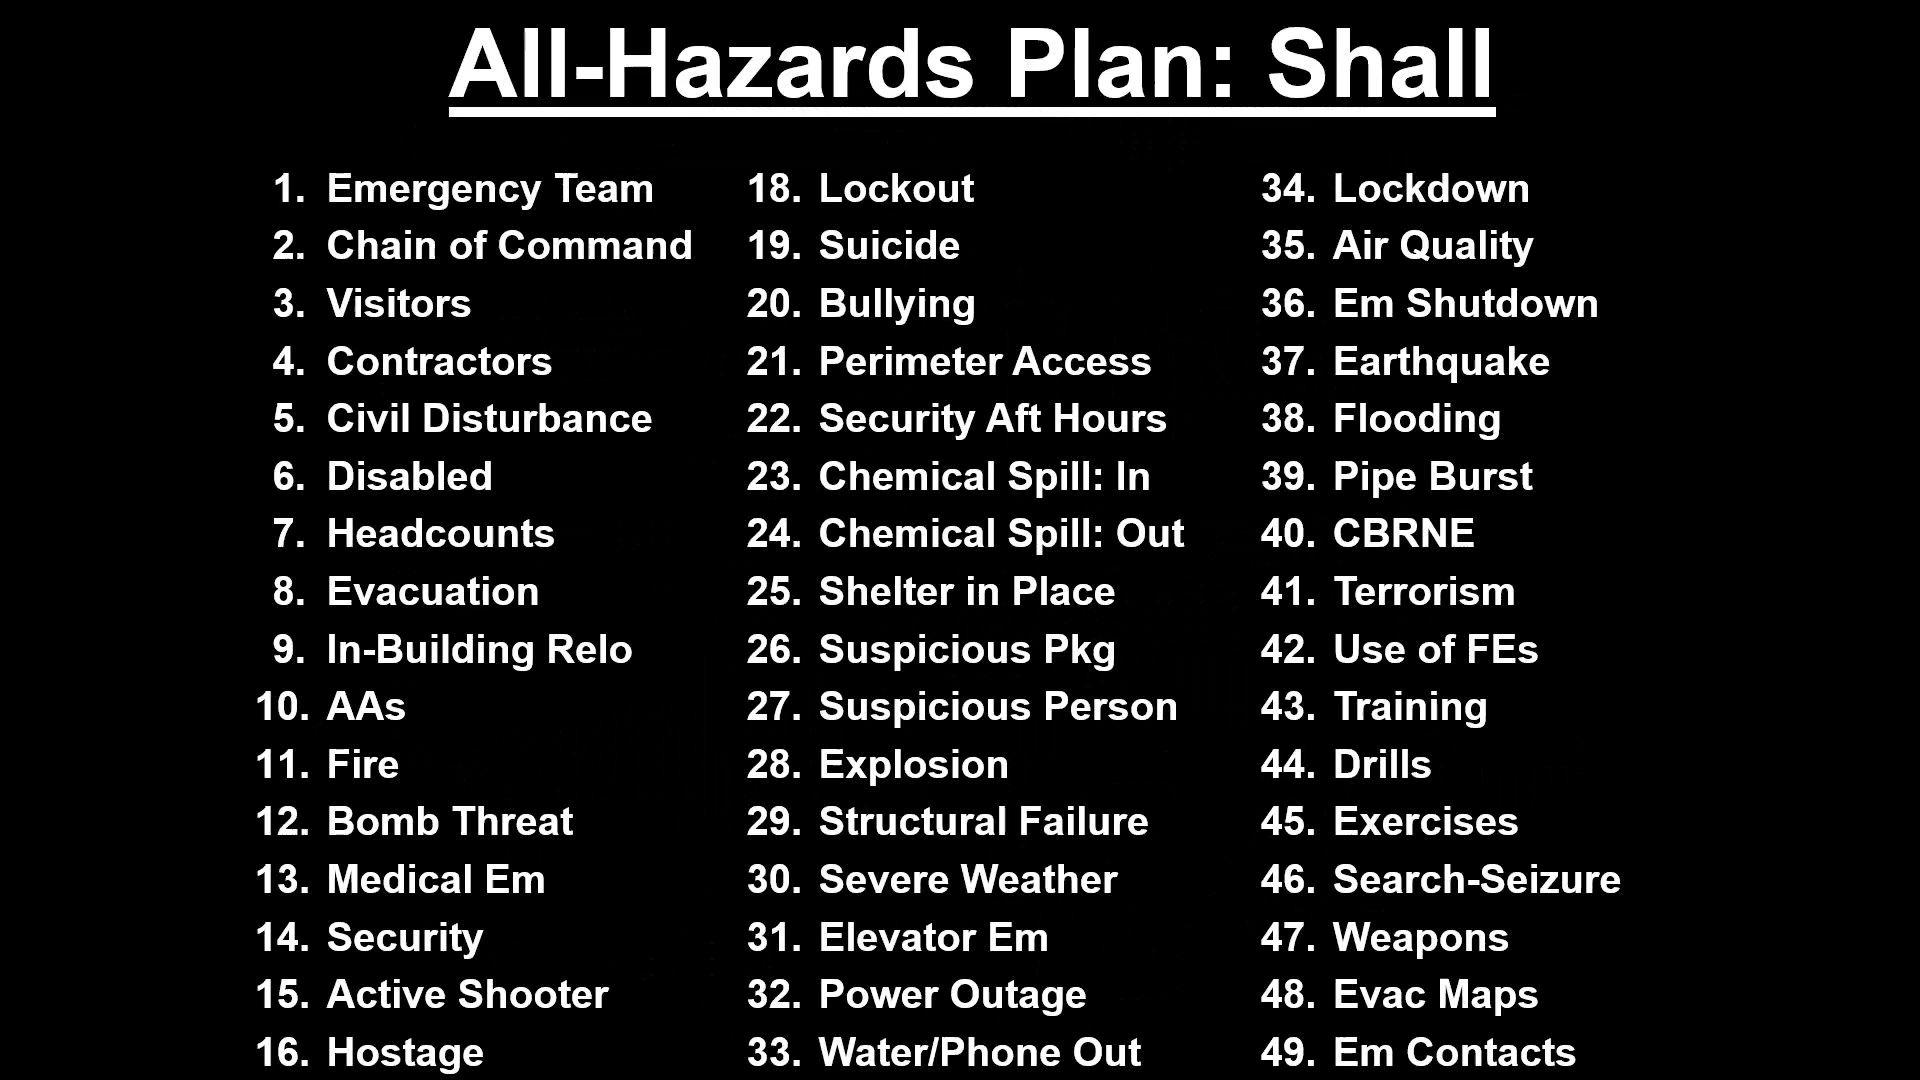 All-Hazards Plan: Shall
1. Emergency Team
2. Chain of Command
3. Visitors
4. Contractors
5. Civil Disturbance
6. Disabled
7. Headcounts
8. Evacuation
9. In-Building Relo
10. AAs
11. Fire
12. Bomb Threat
13. Medical Em
14. Security
15. Active Shooter
16. Hostage
18. Lockout
19. Suicide
20. Bullying
21. Perimeter Access
22. Security Aft Hours
23. Chemical Spill: In
24. Chemical Spill: Out
25. Shelter in Place
26. Suspicious Pkg
27. Suspicious Person
28. Explosion
29. Structural Failure
30. Severe Weather
31. Elevator Em
32. Power Outage
33. Water/Phone Out
34. Lockdown
35. Air Quality
36. Em Shutdown
37. Earthquake
38. Flooding
39. Pipe Burst
40. CBRNE
41. Terrorism
42. Use of FEs
43. Training
44. Drills
45. Exercises
46. Search-Seizure
47. Weapons
48. Evac Maps
49. Em Contacts